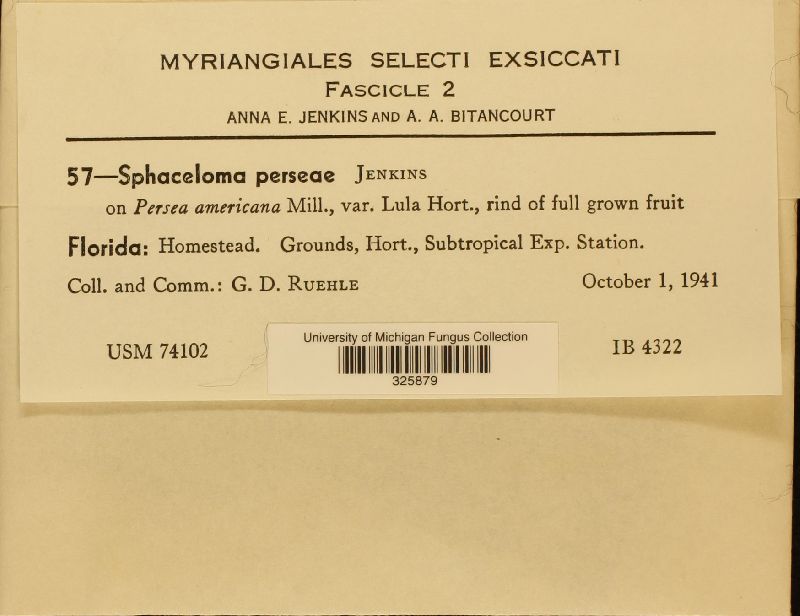 MYRIANGIALES SELECTI EXSICCATI
FASCICLE 2
ANNA E. JENKINS AND A. A. BITANCOURT
57—Sphaceloma perseae JENKINS
on Persea americana Mill., var. Lula Hort., rind of full grown fruit
Florida: Homestead. Grounds, Hort., Subtropical Exp. Station.
Coll. and Comm.: G. D. RUEHLE October 1, 1941
USM 74102
University of Michigan Fungus Collection
325879
IB 4322